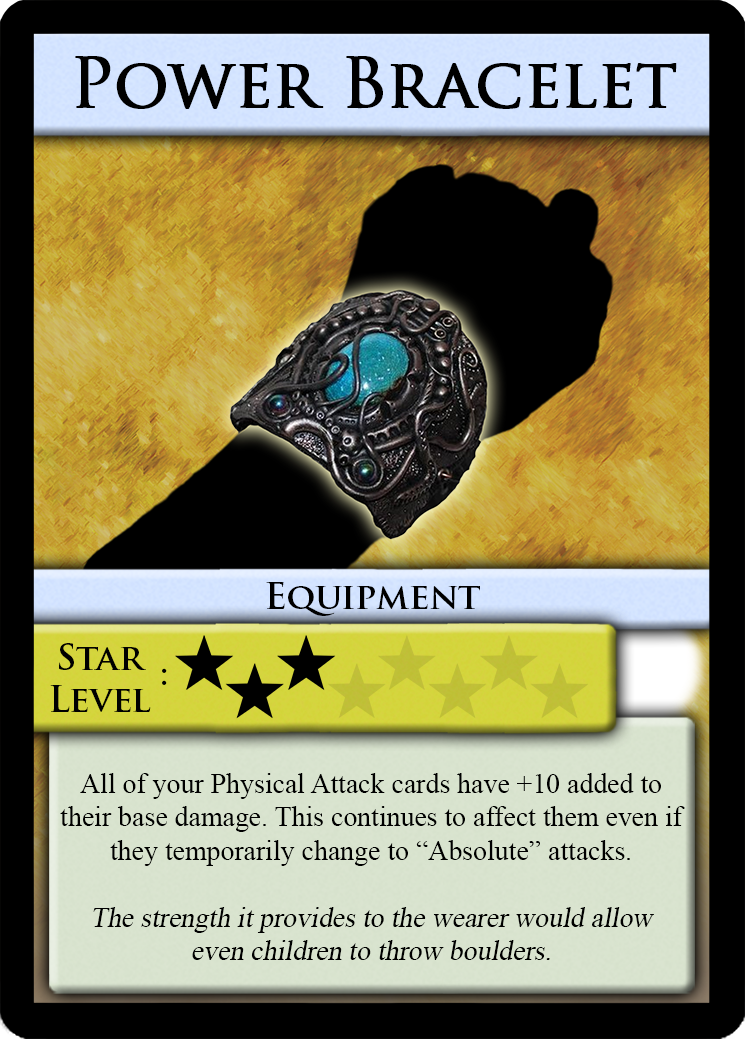 Power Bracelet
Equipment
Star
Level :
All of your Physical Attack cards have +10 added to
their base damage. This continues to affect them even if
they temporarily change to “Absolute” attacks.
The strength it provides to the wearer would allow
even children to throw boulders.